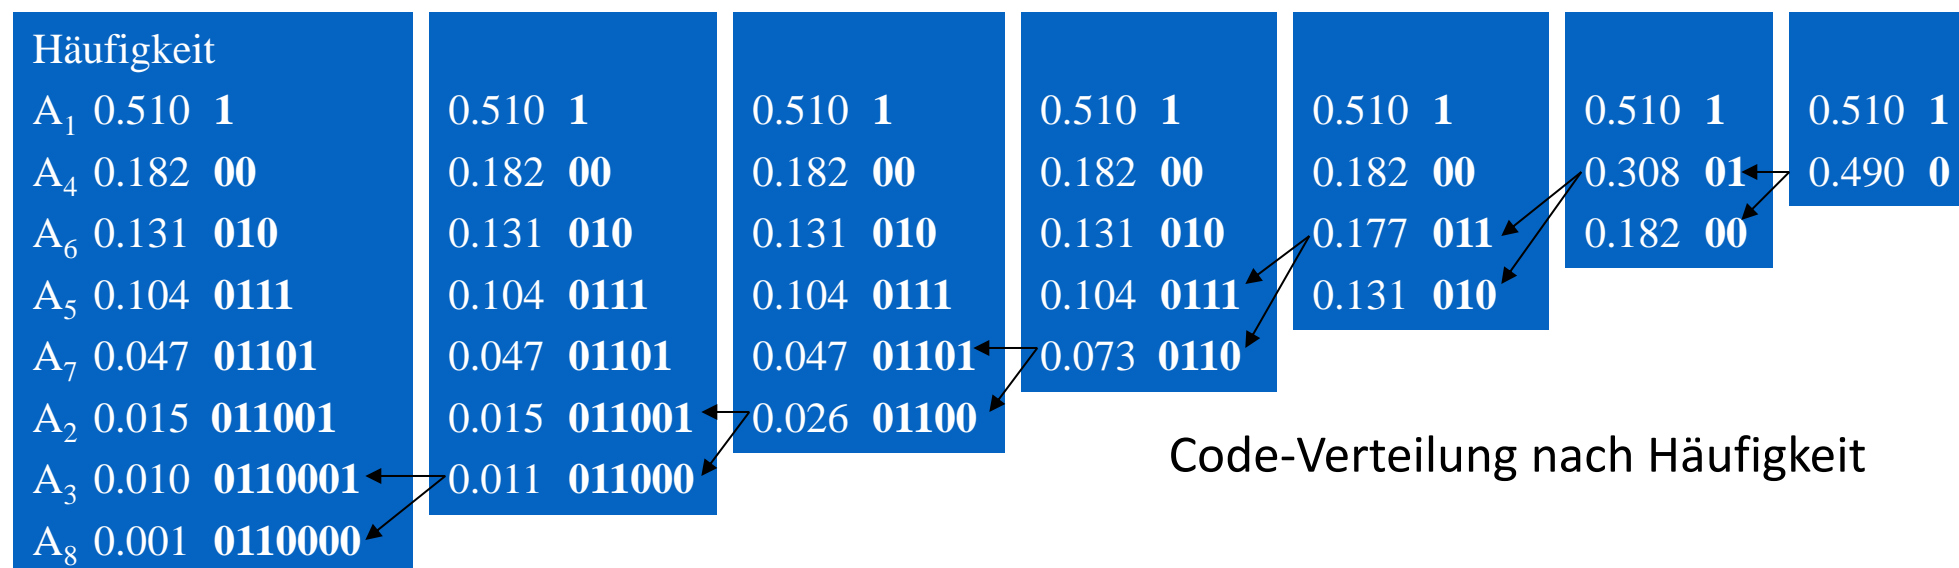 Häufigkeit
A₁ 0.510 1 0.510 1 0.510 1 0.510 1 0.510 1 0.510 1 0.510 1
A₄ 0.182 00 0.182 00 0.182 00 0.182 00 0.182 00 0.308 01 0.490 0
A₆ 0.131 010 0.131 010 0.131 010 0.131 010 0.177 011 0.182 00
A₅ 0.104 0111 0.104 0111 0.104 0111 0.104 0111 0.131 010
A₇ 0.047 01101 0.047 01101 0.047 01101 0.073 0110
A₂ 0.015 011001 0.015 011001 0.026 01100
Code-Verteilung nach Häufigkeit
A₃ 0.010 0110001 0.011 011000
A₈ 0.001 0110000